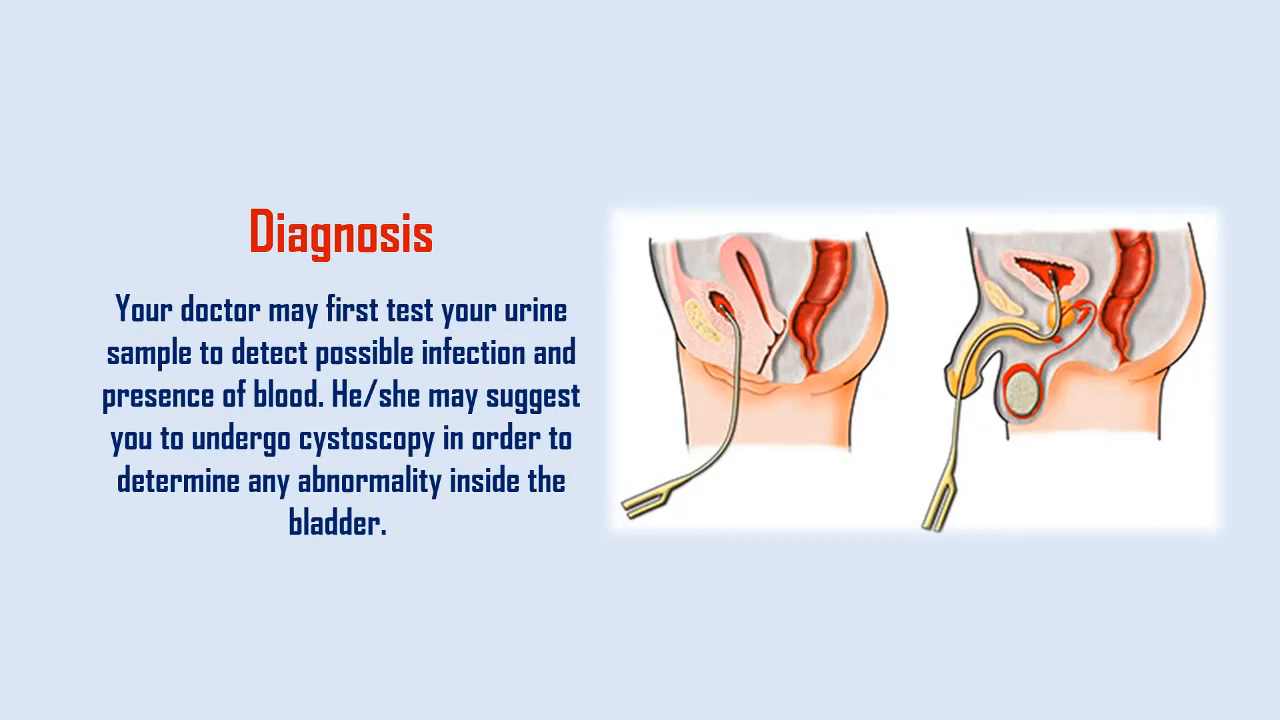 Diagnosis
Your doctor may first test your urine
sample to detect possible infection and
presence of blood. He/she may suggest
you to undergo cystoscopy in order to
determine any abnormality inside the
bladder.